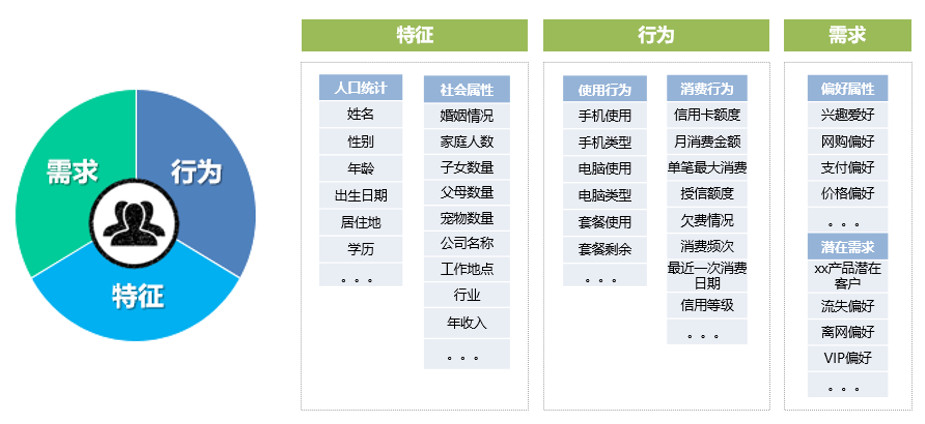 需求
行为
特征
特征
人口统计
姓名
性别
年龄
出生日期
居住地
学历
。。。
社会属性
婚姻情况
家庭人数
子女数量
父母数量
宠物数量
公司名称
工作地点
行业
年收入
。。。
行为
使用行为
手机使用
手机类型
电脑使用
电脑类型
套餐使用
套餐剩余
。。。
消费行为
信用卡额度
月消费金额
单笔最大消费
授信额度
欠费情况
消费频次
最近一次消费
日期
信用等级
。。。
需求
偏好属性
兴趣爱好
网购偏好
支付偏好
价格偏好
。。。
潜在需求
xx产品潜在
客户
流失偏好
离网偏好
VIP偏好
。。。